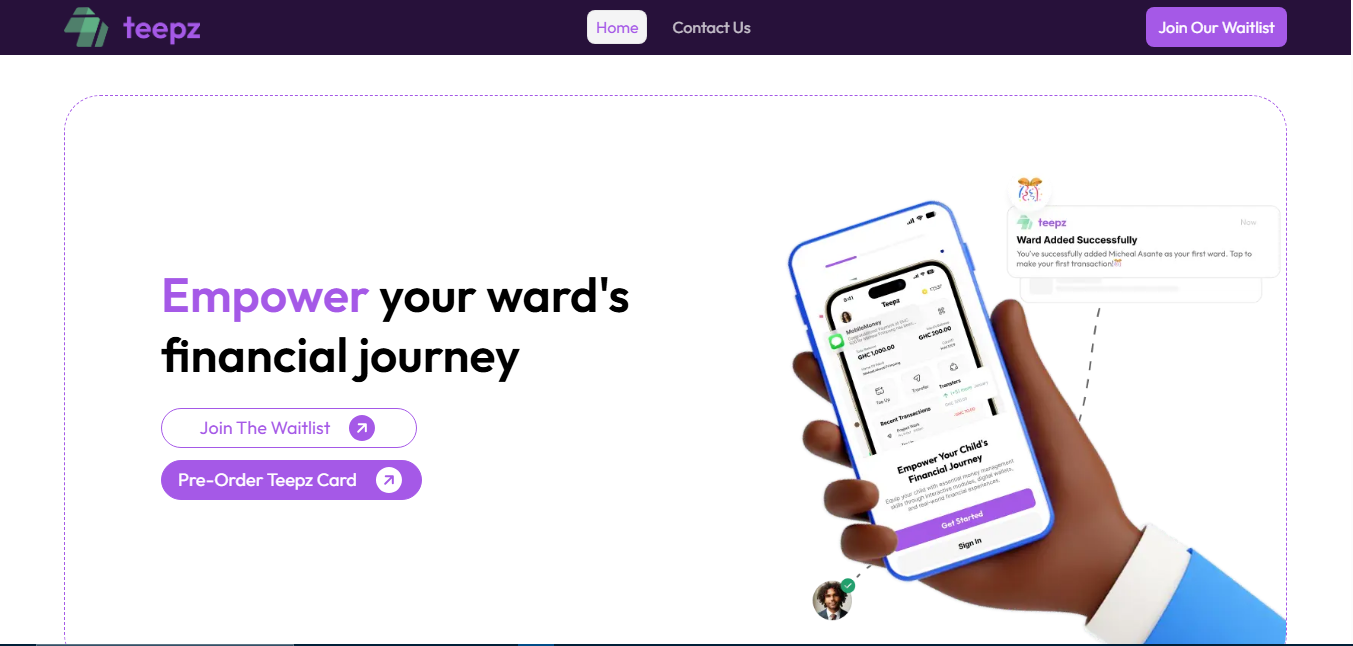 teepz
Home
Contact Us
Join Our Waitlist
Empower your ward's
financial journey
Join The Waitlist
Pre-Order Teepz Card
teepz
Now
Ward Added Successfully
You've successfully added Micheal Asante as your first ward. Tap to
make your first transaction!
9:41
Teepz
MobileMoney
GHC 1,000.00
GHC 200.00
Top Up
Transfer
Transfers
Recent Transactions
Project Work
Empower Your Child's
Financial Journey
Equip your child with essential money management
skills through interactive modules, digital wallets,
and real-world financial experiences.
Get Started
Sign In